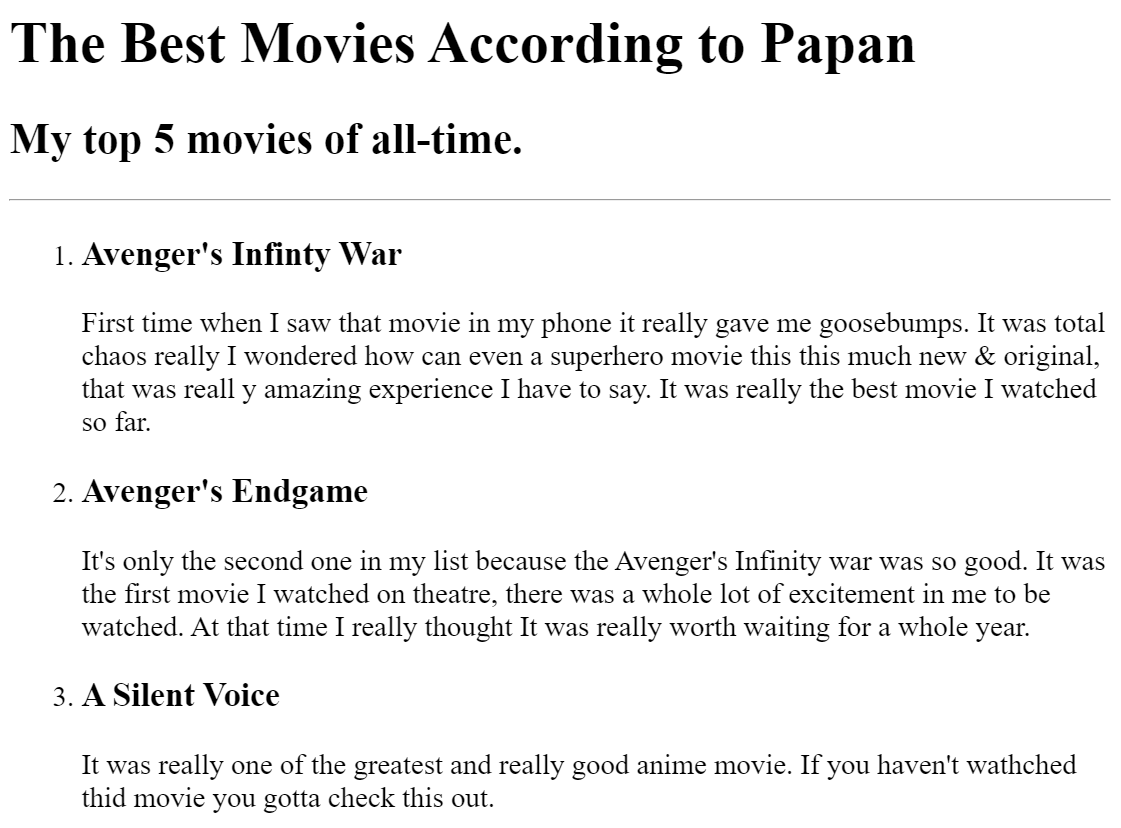 The Best Movies According to Papan
My top 5 movies of all-time.
1. Avenger's Infinty War
First time when I saw that movie in my phone it really gave me goosebumps. It was total
chaos really I wondered how can even a superhero movie this this much new & original,
that was reall y amazing experience I have to say. It was really the best movie I watched
so far.
2. Avenger's Endgame
It's only the second one in my list because the Avenger's Infinity war was so good. It was
the first movie I watched on theatre, there was a whole lot of excitement in me to be
watched. At that time I really thought It was really worth waiting for a whole year.
3. A Silent Voice
It was really one of the greatest and really good anime movie. If you haven't wathched
thid movie you gotta check this out.